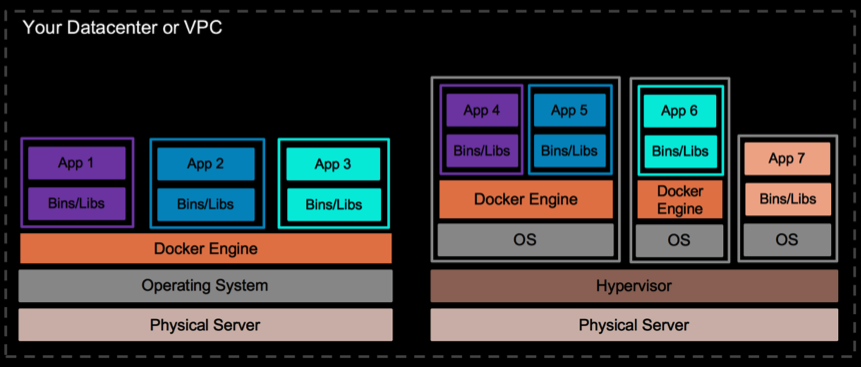 Your Datacenter or VPC
App 1
Bins/Libs
App 2
Bins/Libs
App 3
Bins/Libs
Docker Engine
Operating System
Physical Server
App 4
Bins/Libs
App 5
Bins/Libs
Docker Engine
OS
App 6
Bins/Libs
Docker
Engine
OS
App 7
Bins/Libs
OS
Hypervisor
Physical Server